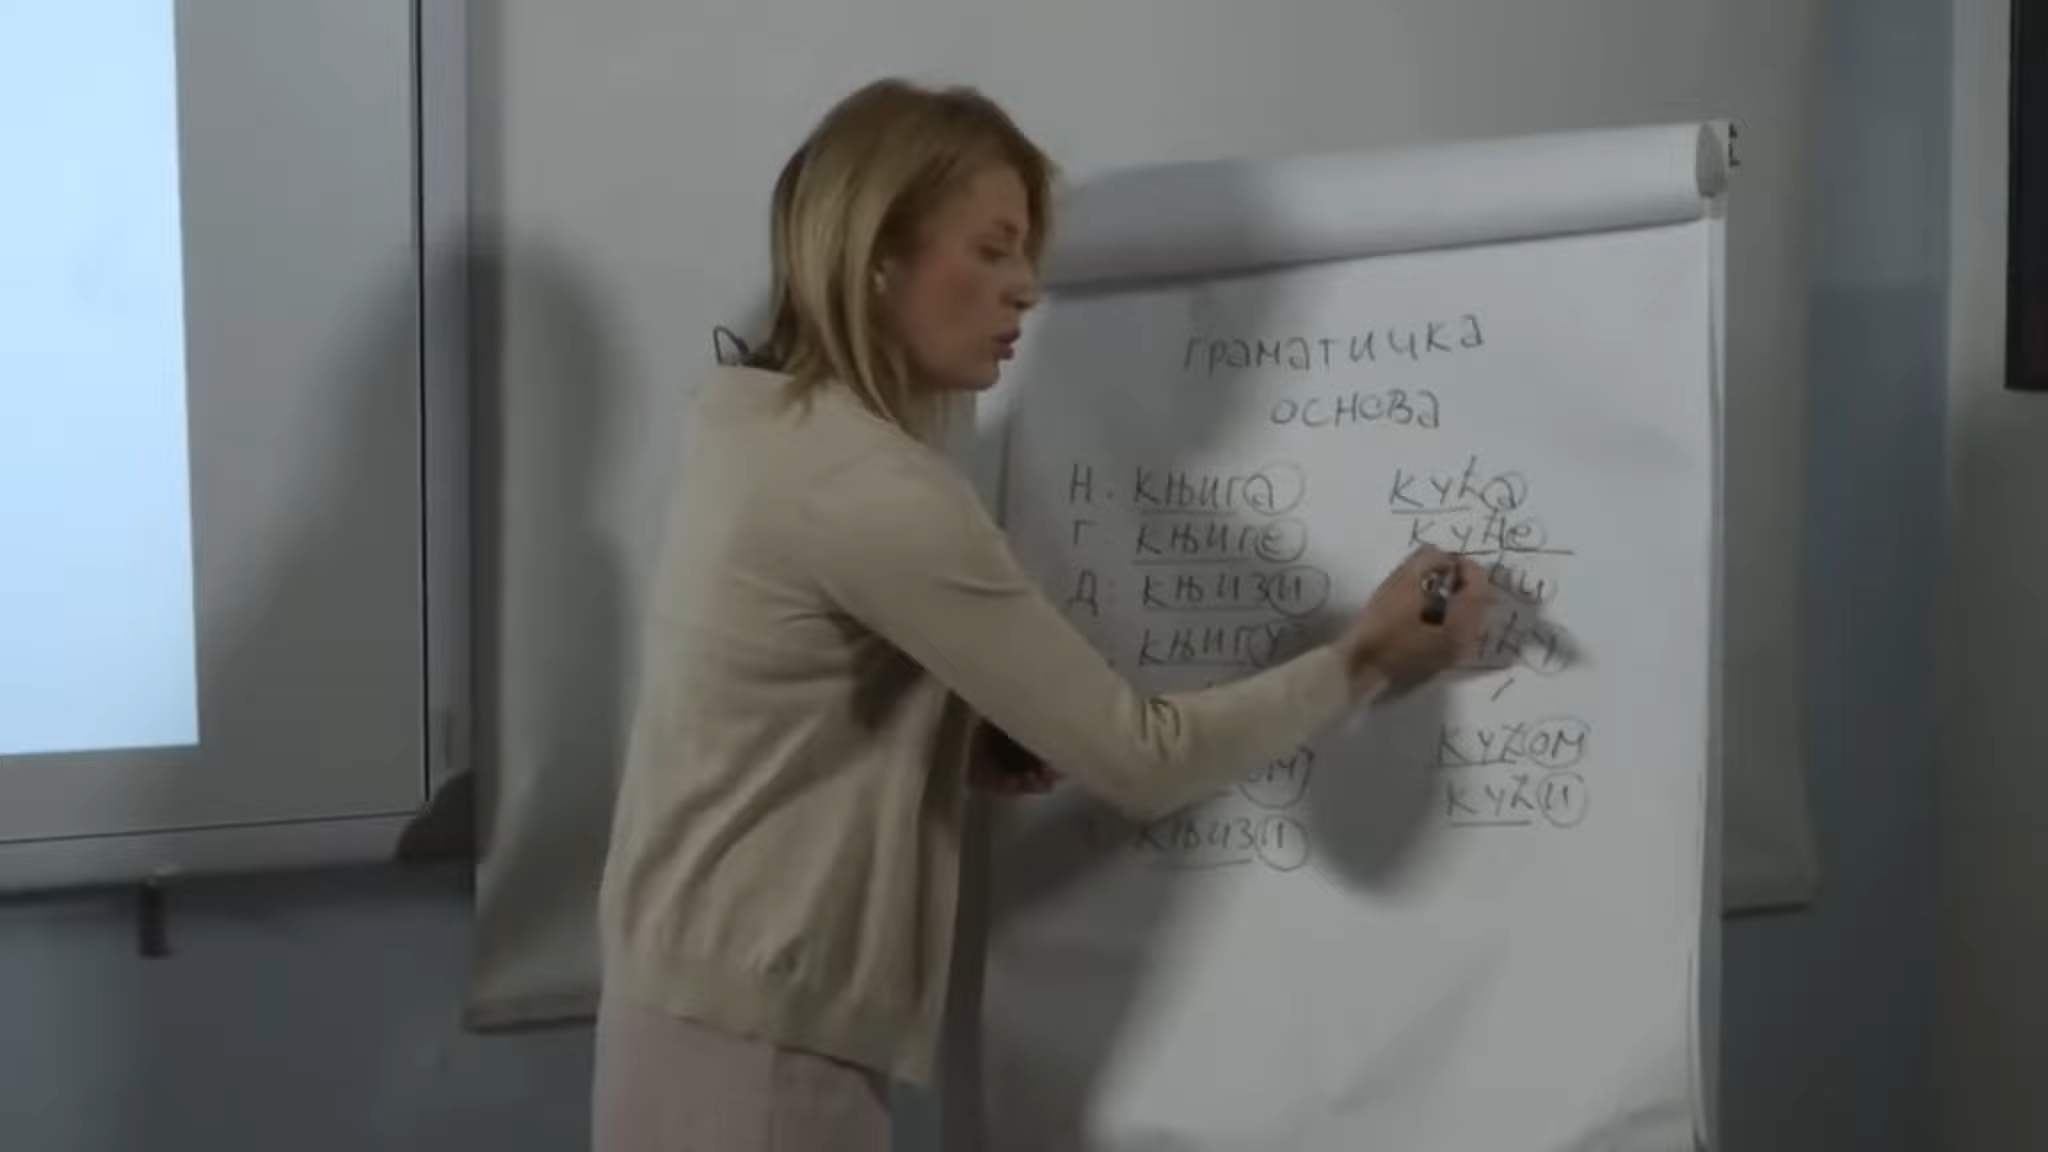 граматичка
основа
Н. књига кућа
Г. књиге куће
Д. књизи
књигу
кућом
књизи кући